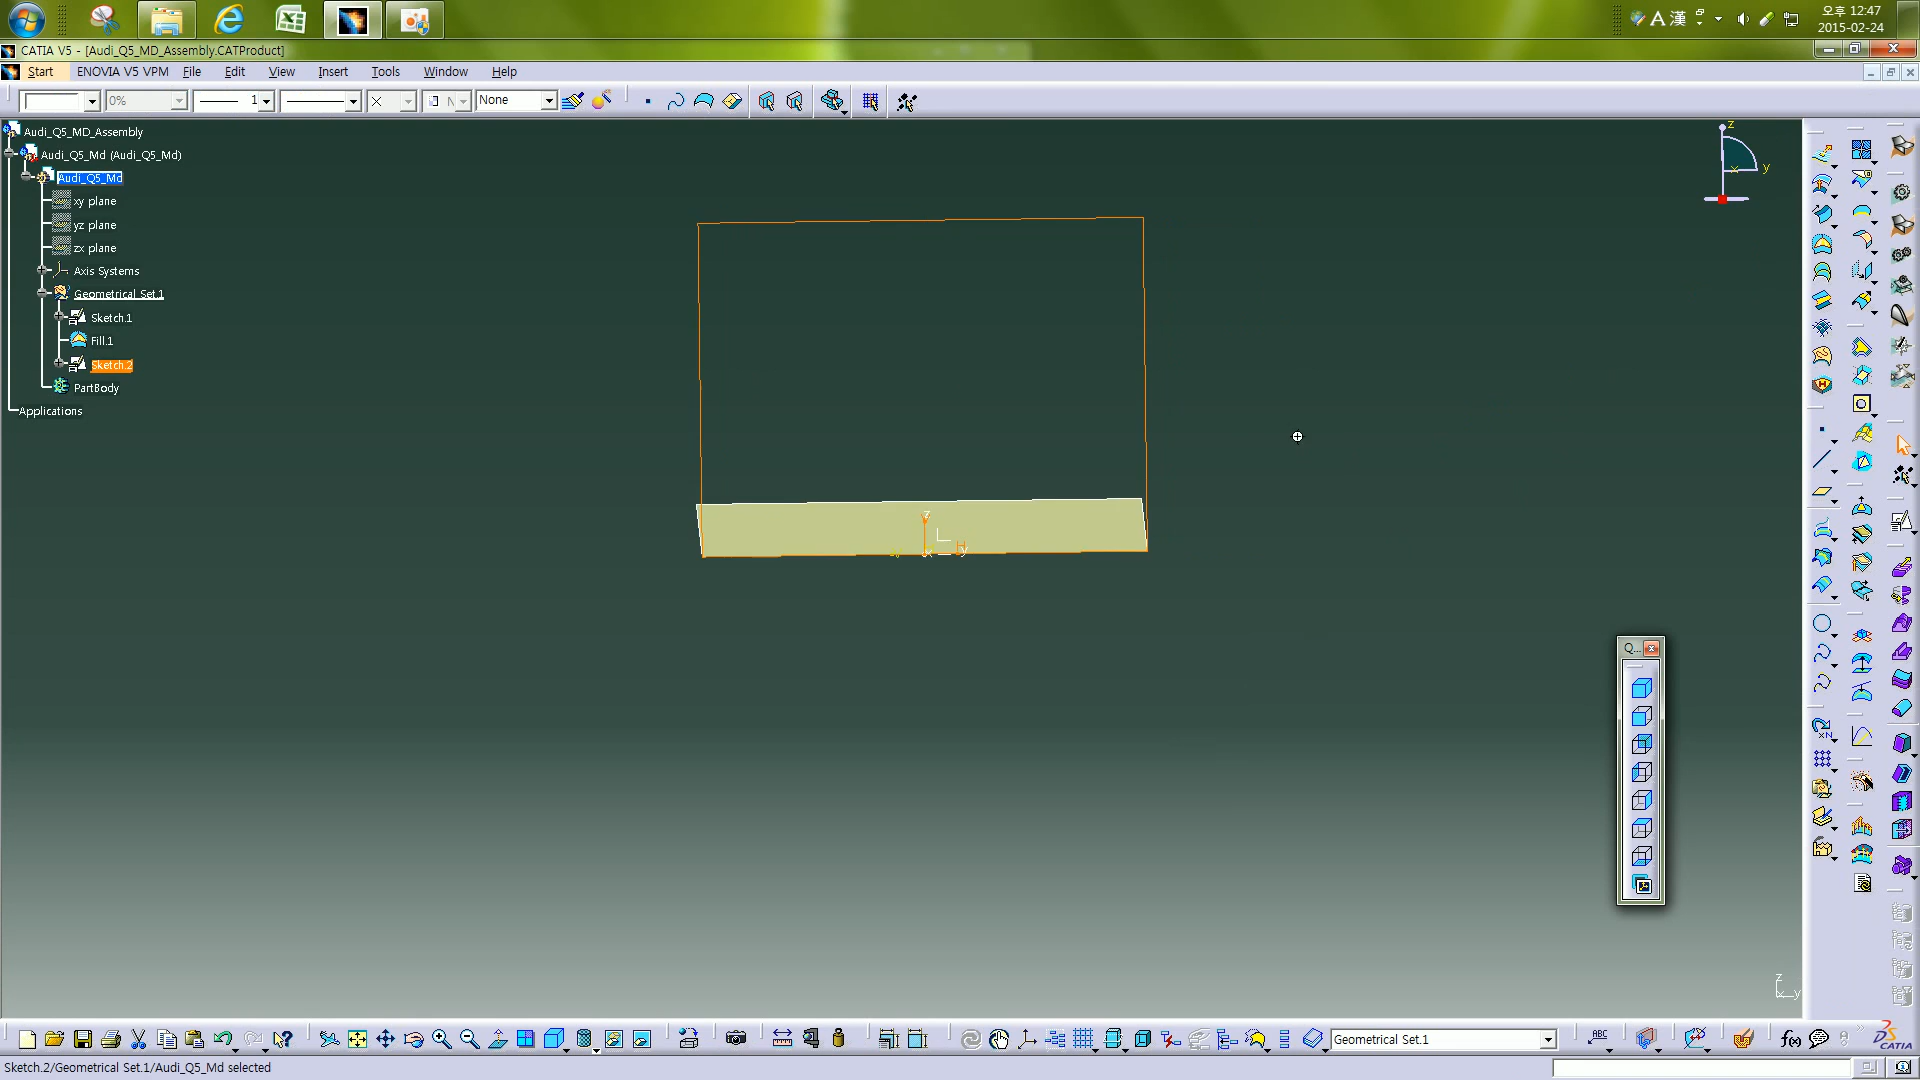 A 漢
오후 12:47
2015-02-24
CATIA V5 - [Audi_Q5_MD_Assembly.CATProduct]
Start ENOVIA V5 VPM File Edit View Insert Tools Window Help
0% 1 None
Audi_Q5_MD_Assembly
Audi_Q5_Md (Audi_Q5_Md)
Audi_Q5_Md
xy plane
yz plane
zx plane
Axis Systems
Geometrical Set.1
Sketch.1
Fill.1
Sketch.2
PartBody
Applications
z
y
x
z
H
x y
Q...
z
x y
Geometrical Set.1
ABC
f(x)
CATIA
Sketch.2/Geometrical Set.1/Audi_Q5_Md selected